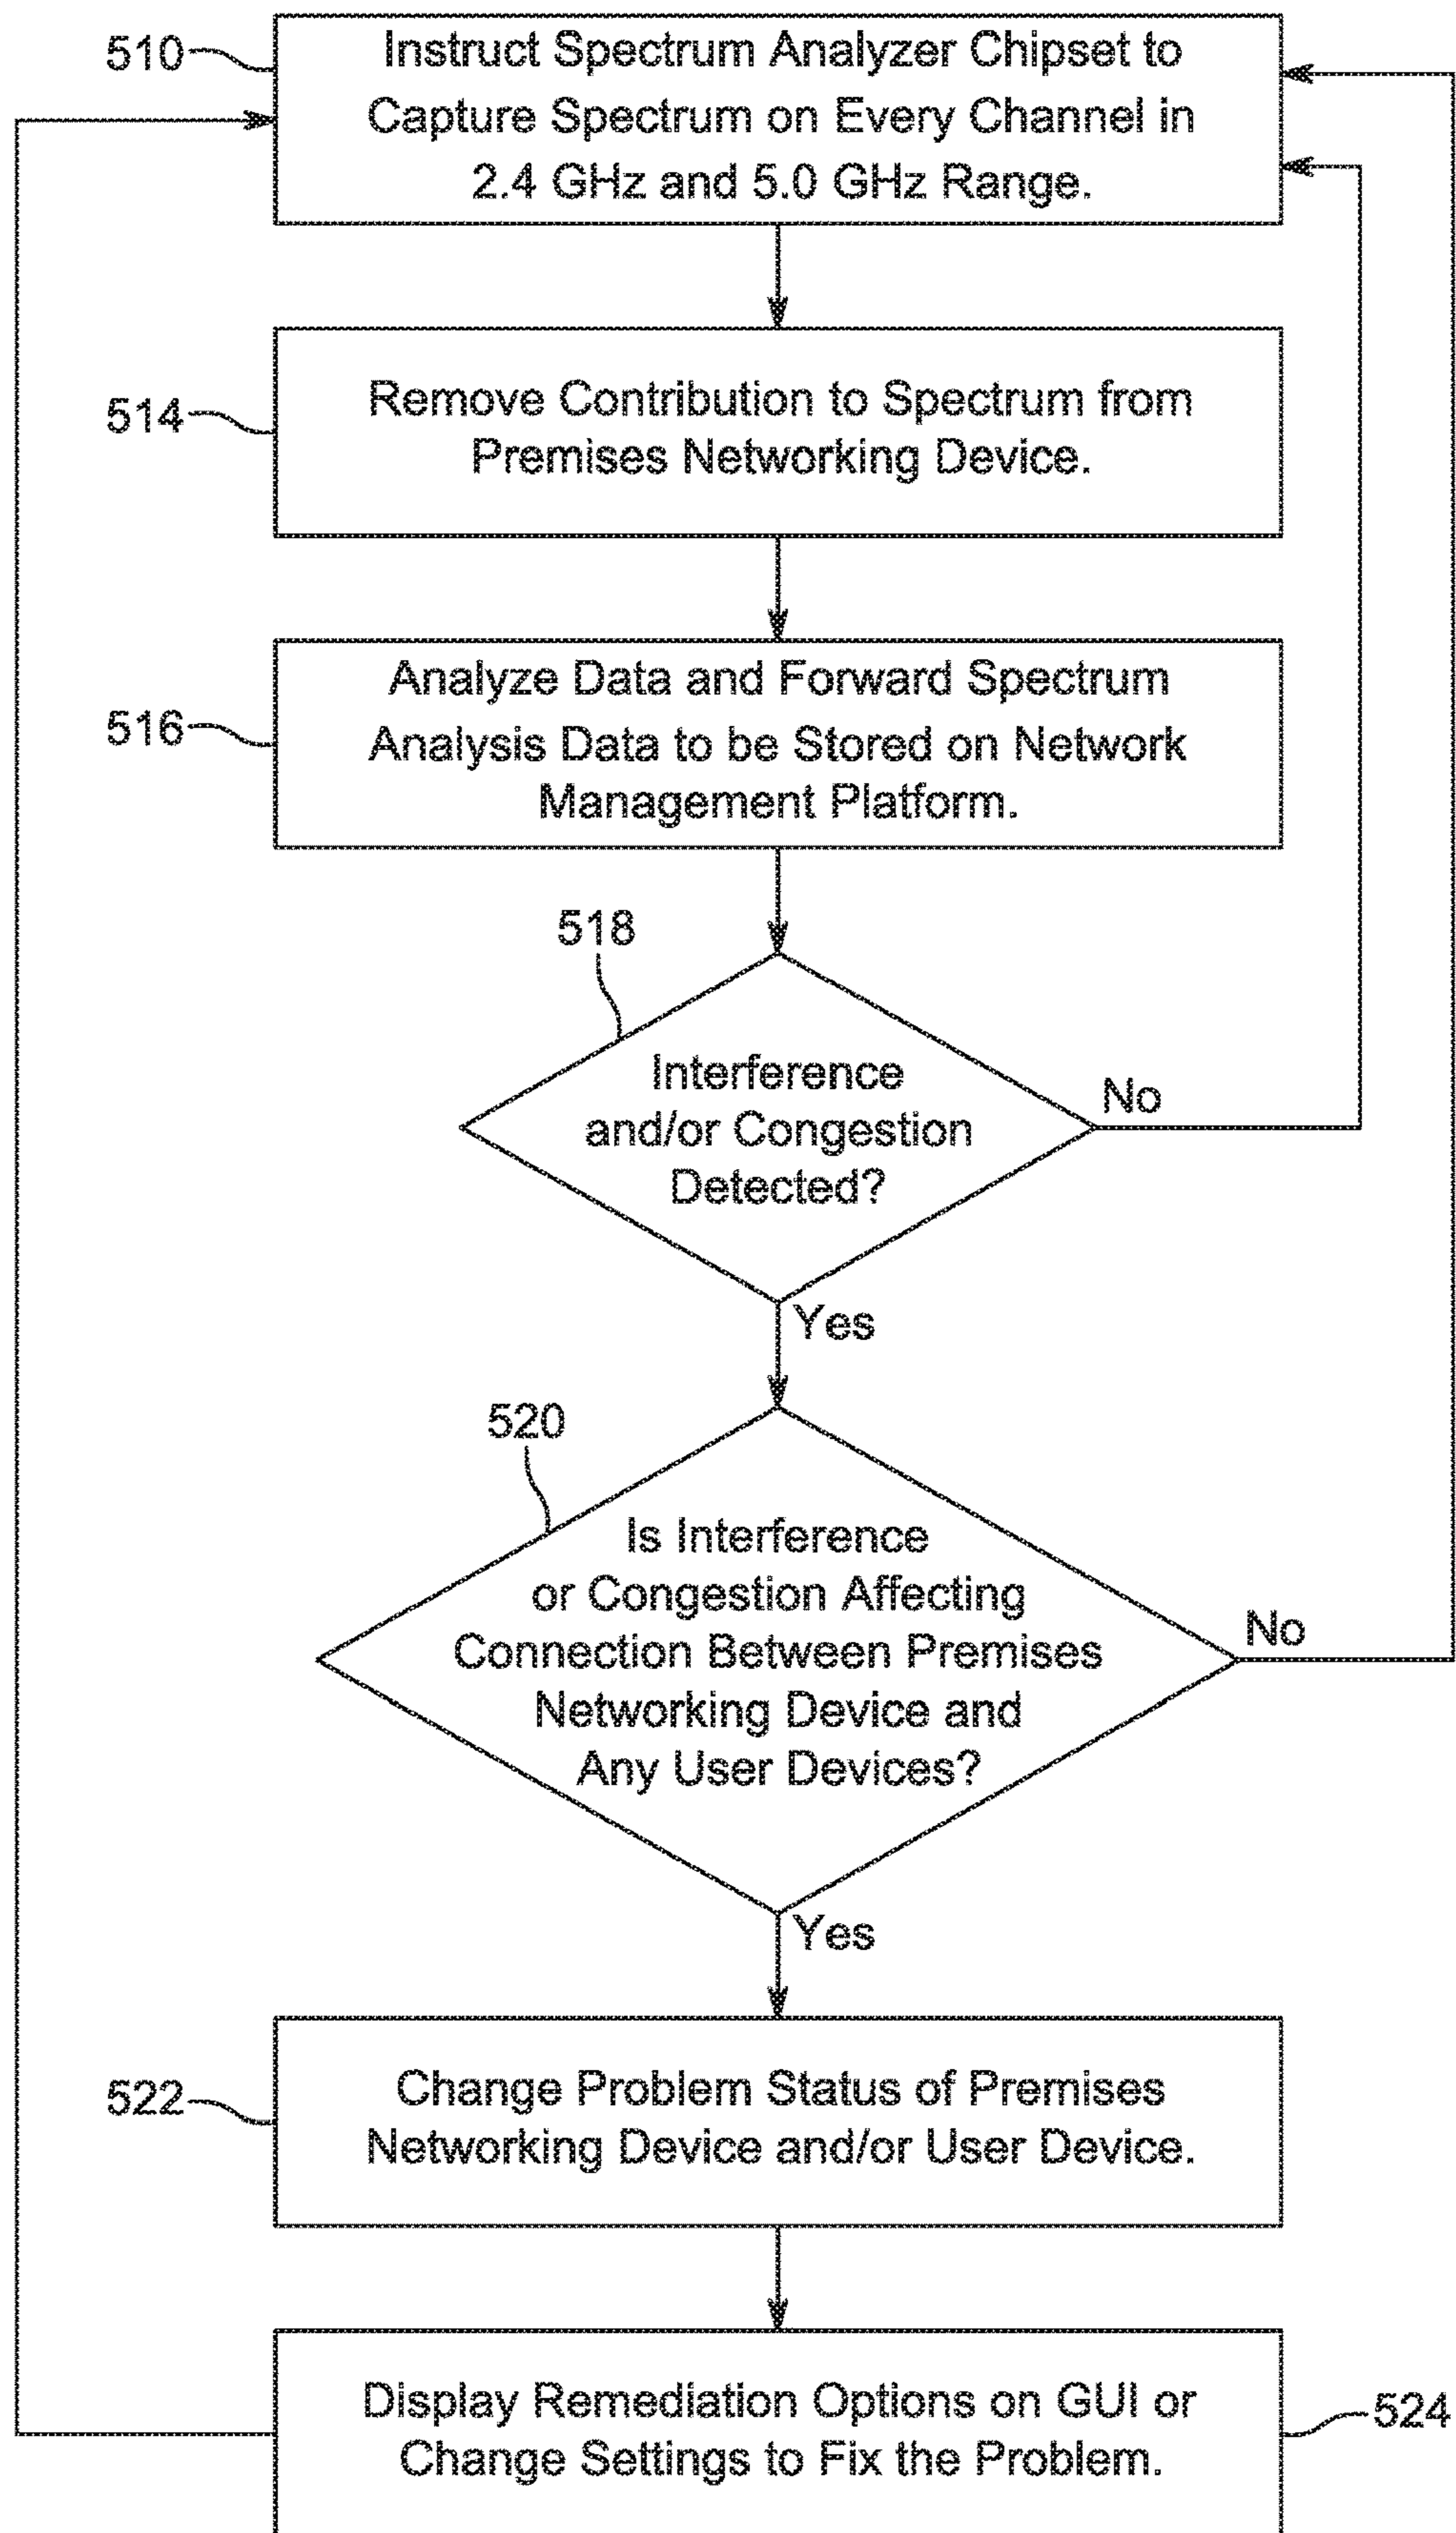 510
Instruct Spectrum Analyzer Chipset to
Capture Spectrum on Every Channel in
2.4 GHz and 5.0 GHz Range.
514
Remove Contribution to Spectrum from
Premises Networking Device.
516
Analyze Data and Forward Spectrum
Analysis Data to be Stored on Network
Management Platform.
518
Interference
and/or Congestion
Detected?
No
Yes
520
Is Interference
or Congestion Affecting
Connection Between Premises
Networking Device and
Any User Devices?
No
Yes
522
Change Problem Status of Premises
Networking Device and/or User Device.
Display Remediation Options on GUI or
Change Settings to Fix the Problem.
524